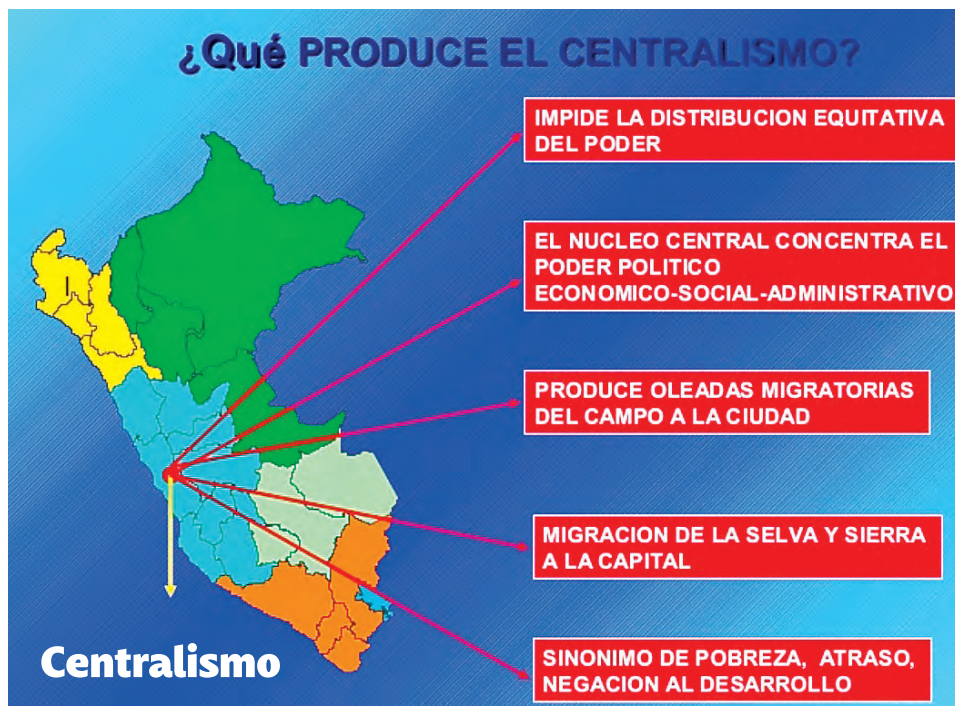 ¿Qué PRODUCE EL CENTRALISMO?
IMPIDE LA DISTRIBUCION EQUITATIVA
DEL PODER
EL NUCLEO CENTRAL CONCENTRA EL
PODER POLITICO
ECONOMICO-SOCIAL-ADMINISTRATIVO
PRODUCE OLEADAS MIGRATORIAS
DEL CAMPO A LA CIUDAD
MIGRACION DE LA SELVA Y SIERRA
A LA CAPITAL
SINONIMO DE POBREZA, ATRASO,
NEGACION AL DESARROLLO
Centralismo